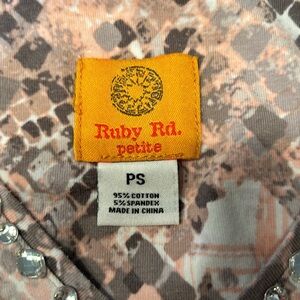 Ruby Rd.
petite
PS
95% COTTON
5% SPANDEX
MADE IN CHINA